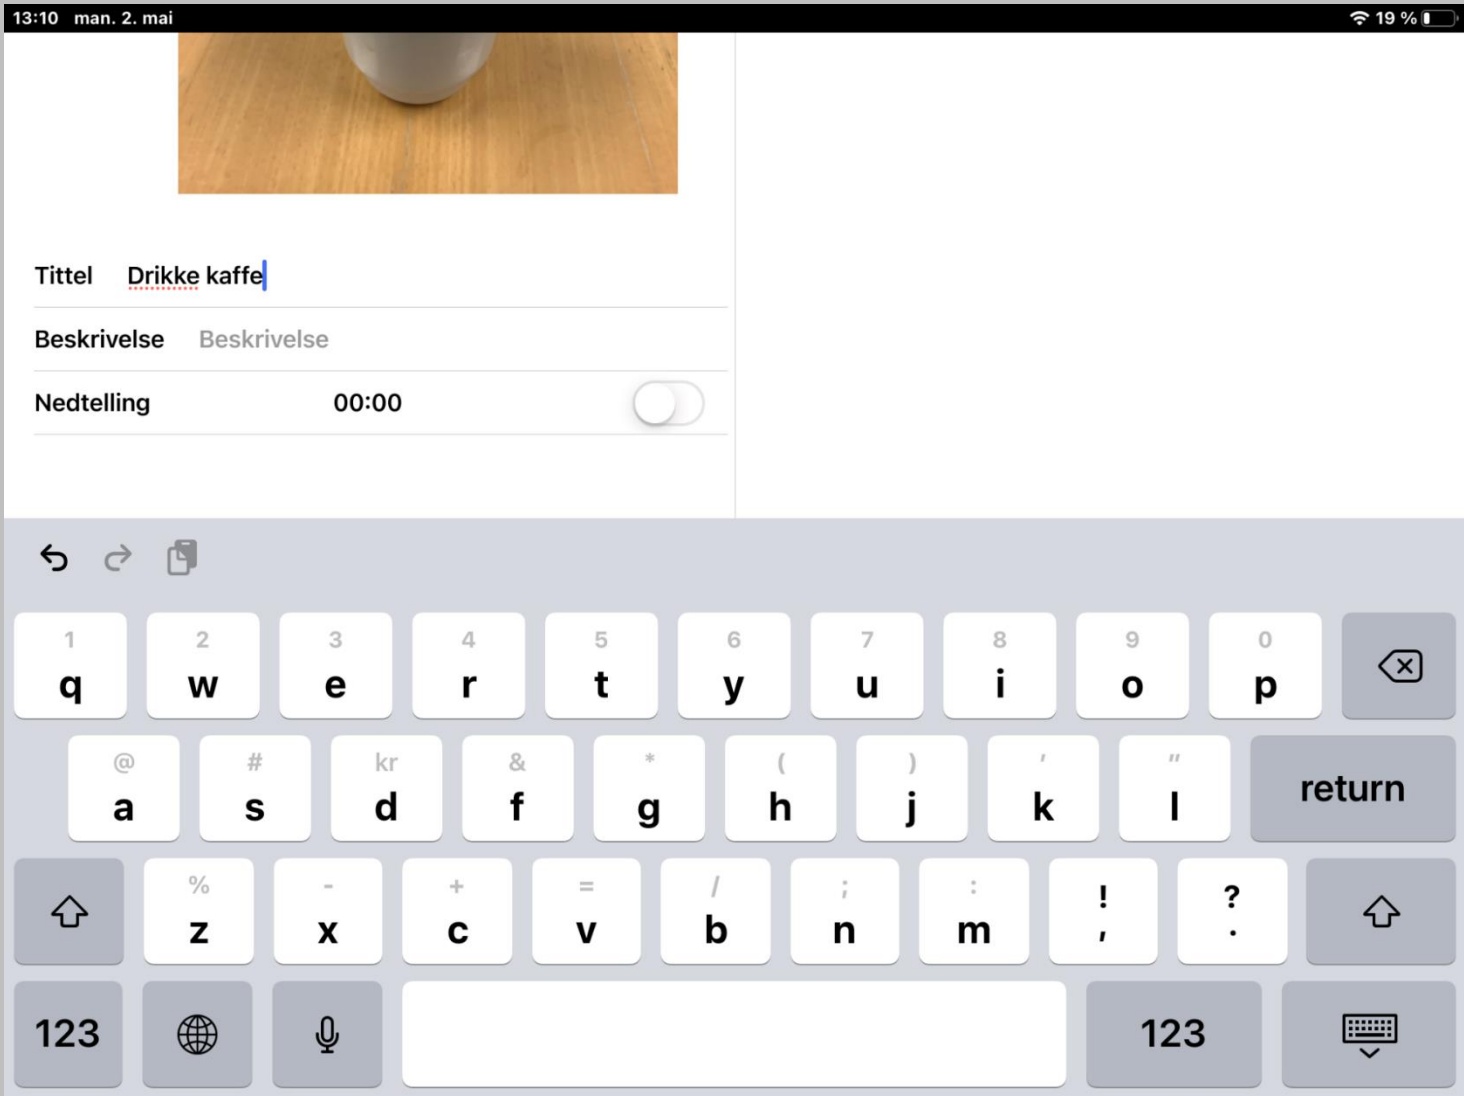 13:10 man. 2. mai 19 %
Tittel Drikke kaffe
Beskrivelse Beskrivelse
Nedtelling 00:00
1 2 3 4 5 6 7 8 9 0
q w e r t y u i o p
@ # kr & * ( ) ' "
a s d f g h j k l return
% - + = / ; : ! ?
z x c v b n m , .
123 123